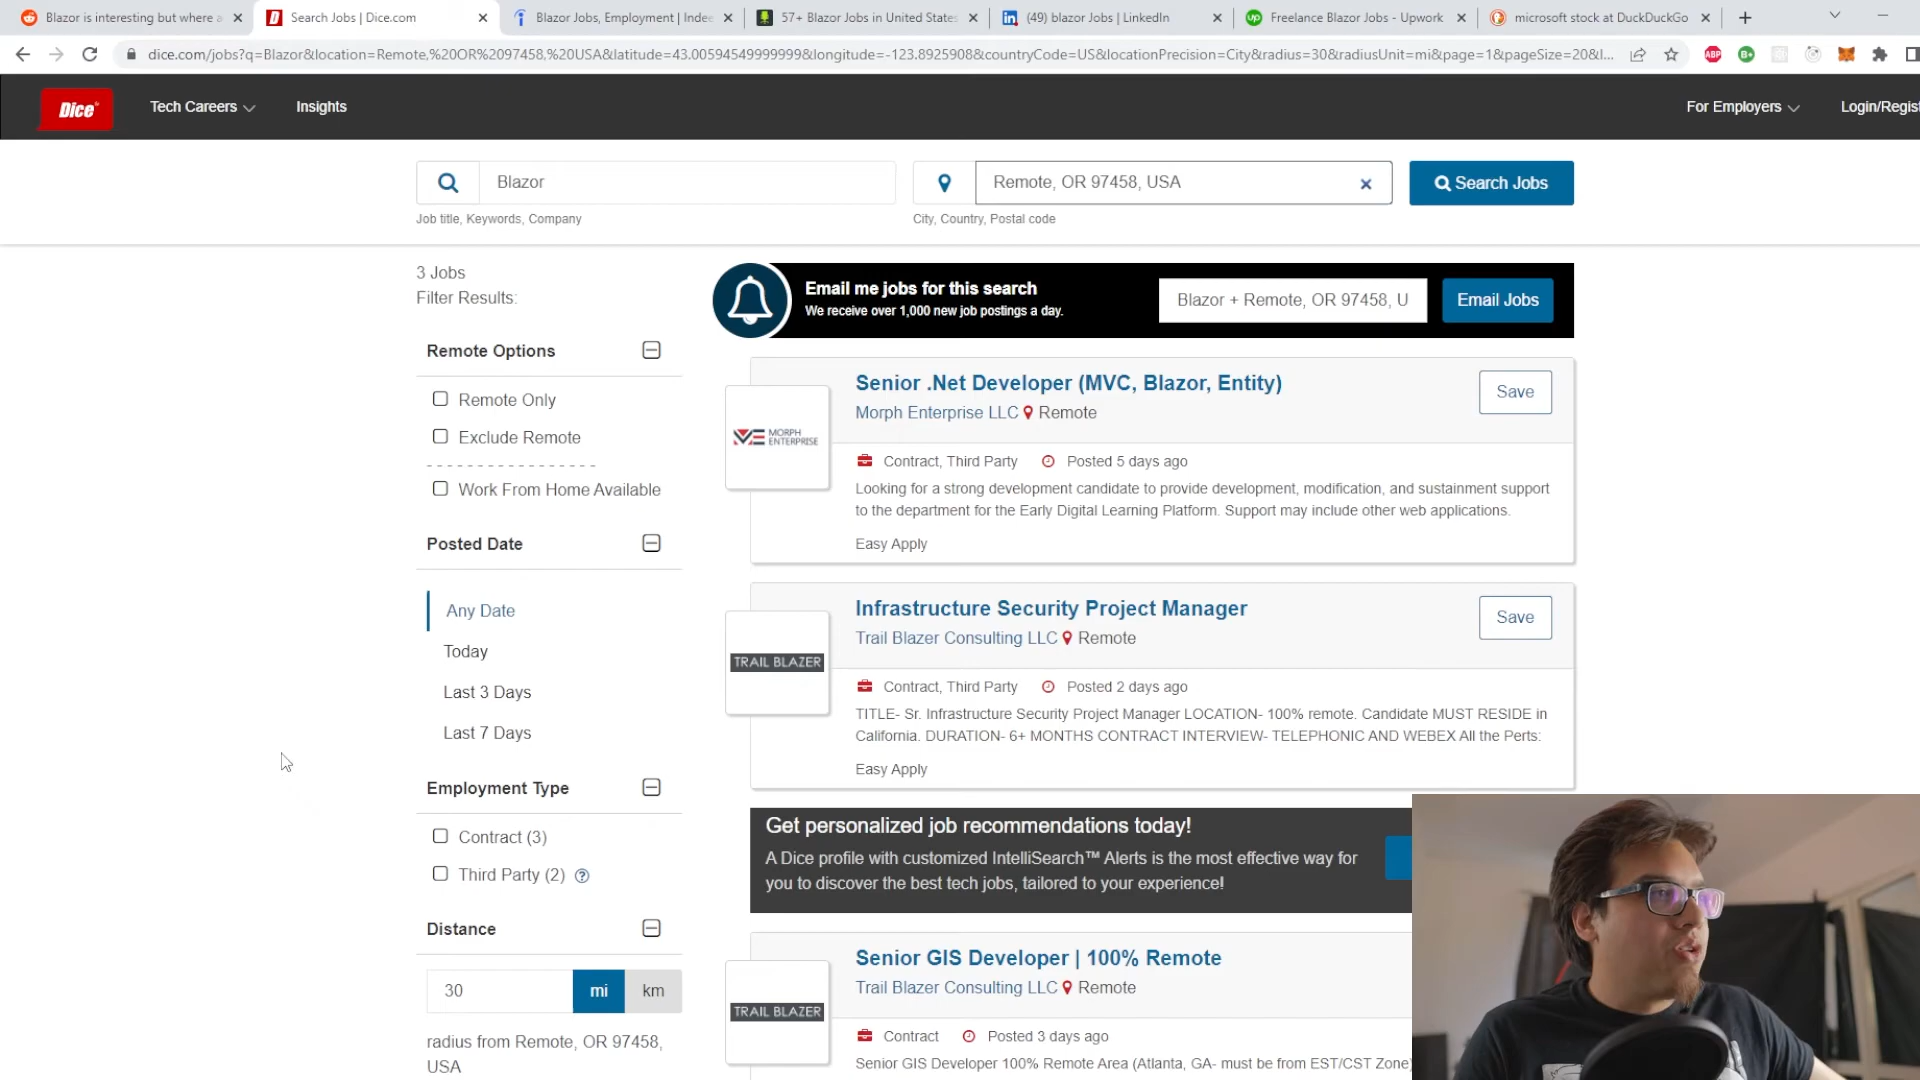 Blazor is interesting but where a
Search Jobs | Dice.com
Blazor Jobs, Employment | Indee
57+ Blazor Jobs in United States
(49) blazor Jobs | LinkedIn
Freelance Blazor Jobs - Upwork
microsoft stock at DuckDuckGo
dice.com/jobs?q=Blazor&location=Remote,%20OR%2097458,%20USA&latitude=43.00594549999999&longitude=-123.8925908&countryCode=US&locationPrecision=City&radius=30&radiusUnit=mi&page=1&pageSize=20&l...
Dice
Tech Careers
Insights
For Employers
Login/Regis
Blazor
Remote, OR 97458, USA
Search Jobs
Job title, Keywords, Company
City, Country, Postal code
3 Jobs
Filter Results:
Remote Options
Remote Only
Exclude Remote
Work From Home Available
Posted Date
Any Date
Today
Last 3 Days
Last 7 Days
Employment Type
Contract (3)
Third Party (2)
Distance
30
mi
km
radius from Remote, OR 97458,
USA
Email me jobs for this search
We receive over 1,000 new job postings a day.
Blazor + Remote, OR 97458, U
Email Jobs
Senior .Net Developer (MVC, Blazor, Entity)
Save
Morph Enterprise LLC Remote
MORPH
ENTERPRISE
Contract, Third Party Posted 5 days ago
Looking for a strong development candidate to provide development, modification, and sustainment support
to the department for the Early Digital Learning Platform. Support may include other web applications.
Easy Apply
Infrastructure Security Project Manager
Save
Trail Blazer Consulting LLC Remote
TRAIL BLAZER
Contract, Third Party Posted 2 days ago
TITLE- Sr. Infrastructure Security Project Manager LOCATION- 100% remote. Candidate MUST RESIDE in
California. DURATION- 6+ MONTHS CONTRACT INTERVIEW- TELEPHONIC AND WEBEX All the Perts:
Easy Apply
Get personalized job recommendations today!
A Dice profile with customized IntelliSearch™ Alerts is the most effective way for
you to discover the best tech jobs, tailored to your experience!
Senior GIS Developer | 100% Remote
Trail Blazer Consulting LLC Remote
TRAIL BLAZER
Contract Posted 3 days ago
Senior GIS Developer 100% Remote Area (Atlanta, GA- must be from EST/CST Zone)